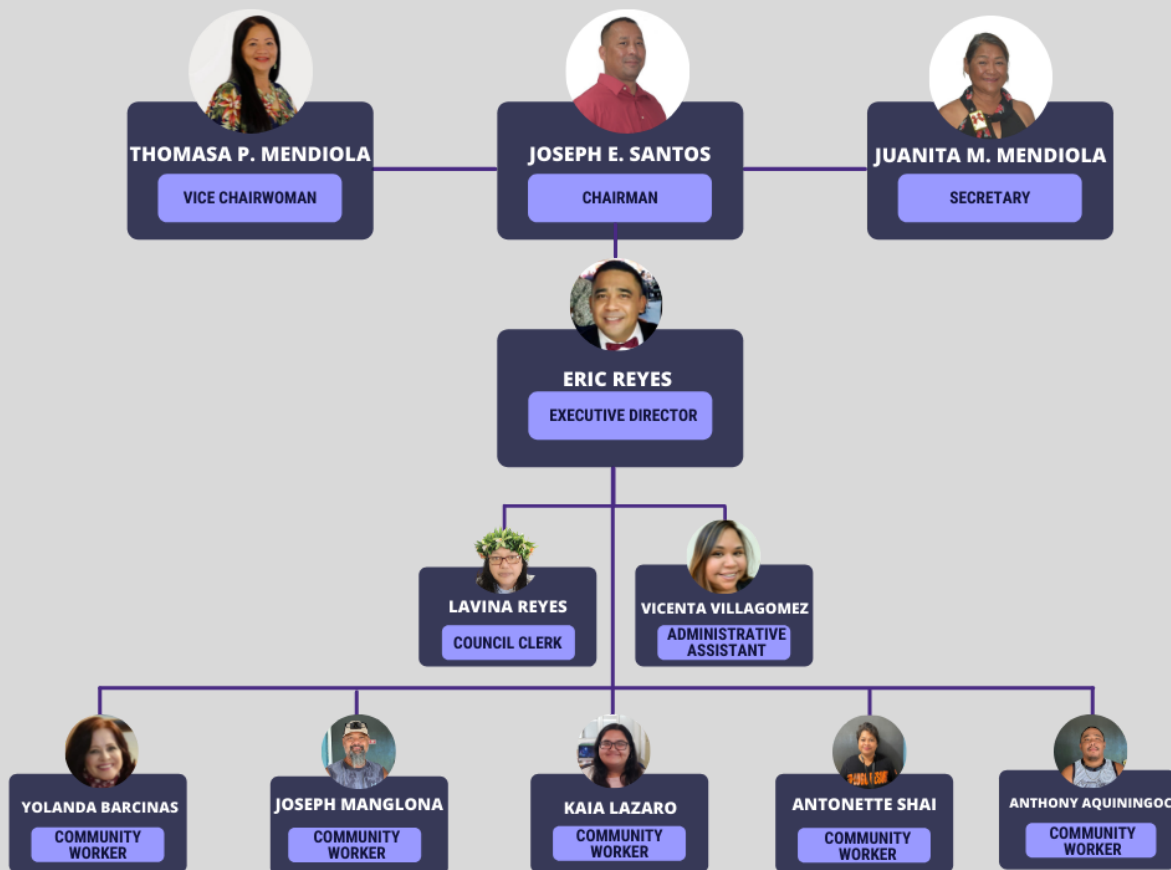 THOMASA P. MENDIOLA
VICE CHAIRWOMAN
JOSEPH E. SANTOS
CHAIRMAN
JUANITA M. MENDIOLA
SECRETARY
ERIC REYES
EXECUTIVE DIRECTOR
LAVINA REYES
COUNCIL CLERK
VICENTA VILLAGOMEZ
ADMINISTRATIVE
ASSISTANT
YOLANDA BARCINAS
COMMUNITY
WORKER
JOSEPH MANGLONA
COMMUNITY
WORKER
KAIA LAZARO
COMMUNITY
WORKER
ANTONETTE SHAI
COMMUNITY
WORKER
ANTHONY AQUININGOC
COMMUNITY
WORKER